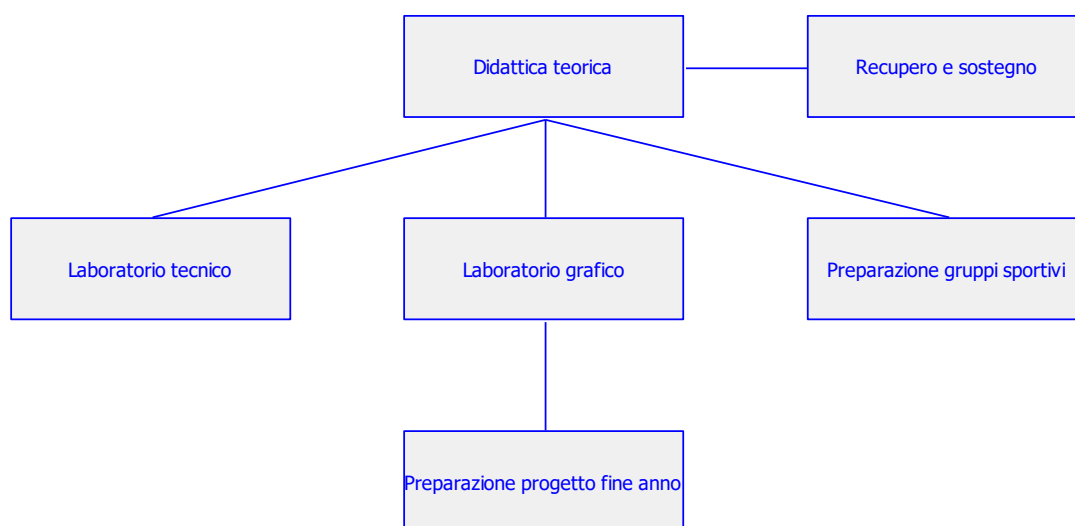 Didattica teorica
Recupero e sostegno
Laboratorio tecnico
Laboratorio grafico
Preparazione gruppi sportivi
Preparazione progetto fine anno